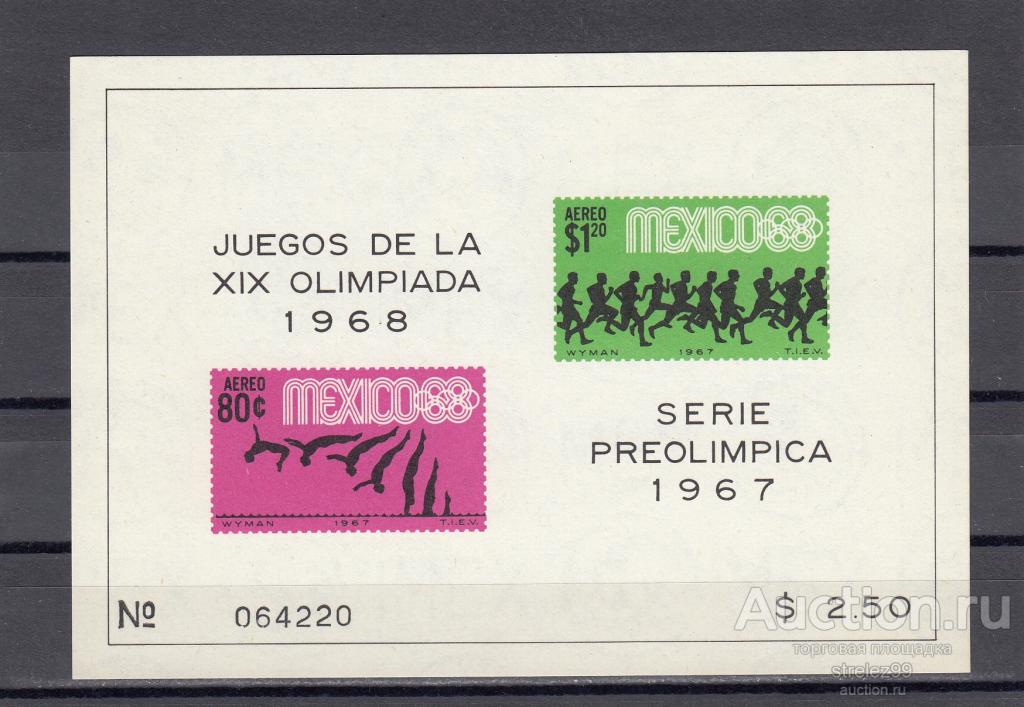 JUEGOS DE LA
XIX OLIMPIADA
1968
AEREO
$1.20
MEXICO68
WYMAN 1967 T.I.E.V.
AEREO
80¢
MEXICO68
WYMAN 1967 T.I.E.V.
SERIE
PREOLIMPICA
1967
Nº 064220
$ 2.50
Auction.ru
торговая площадка
strelez99
auction.ru